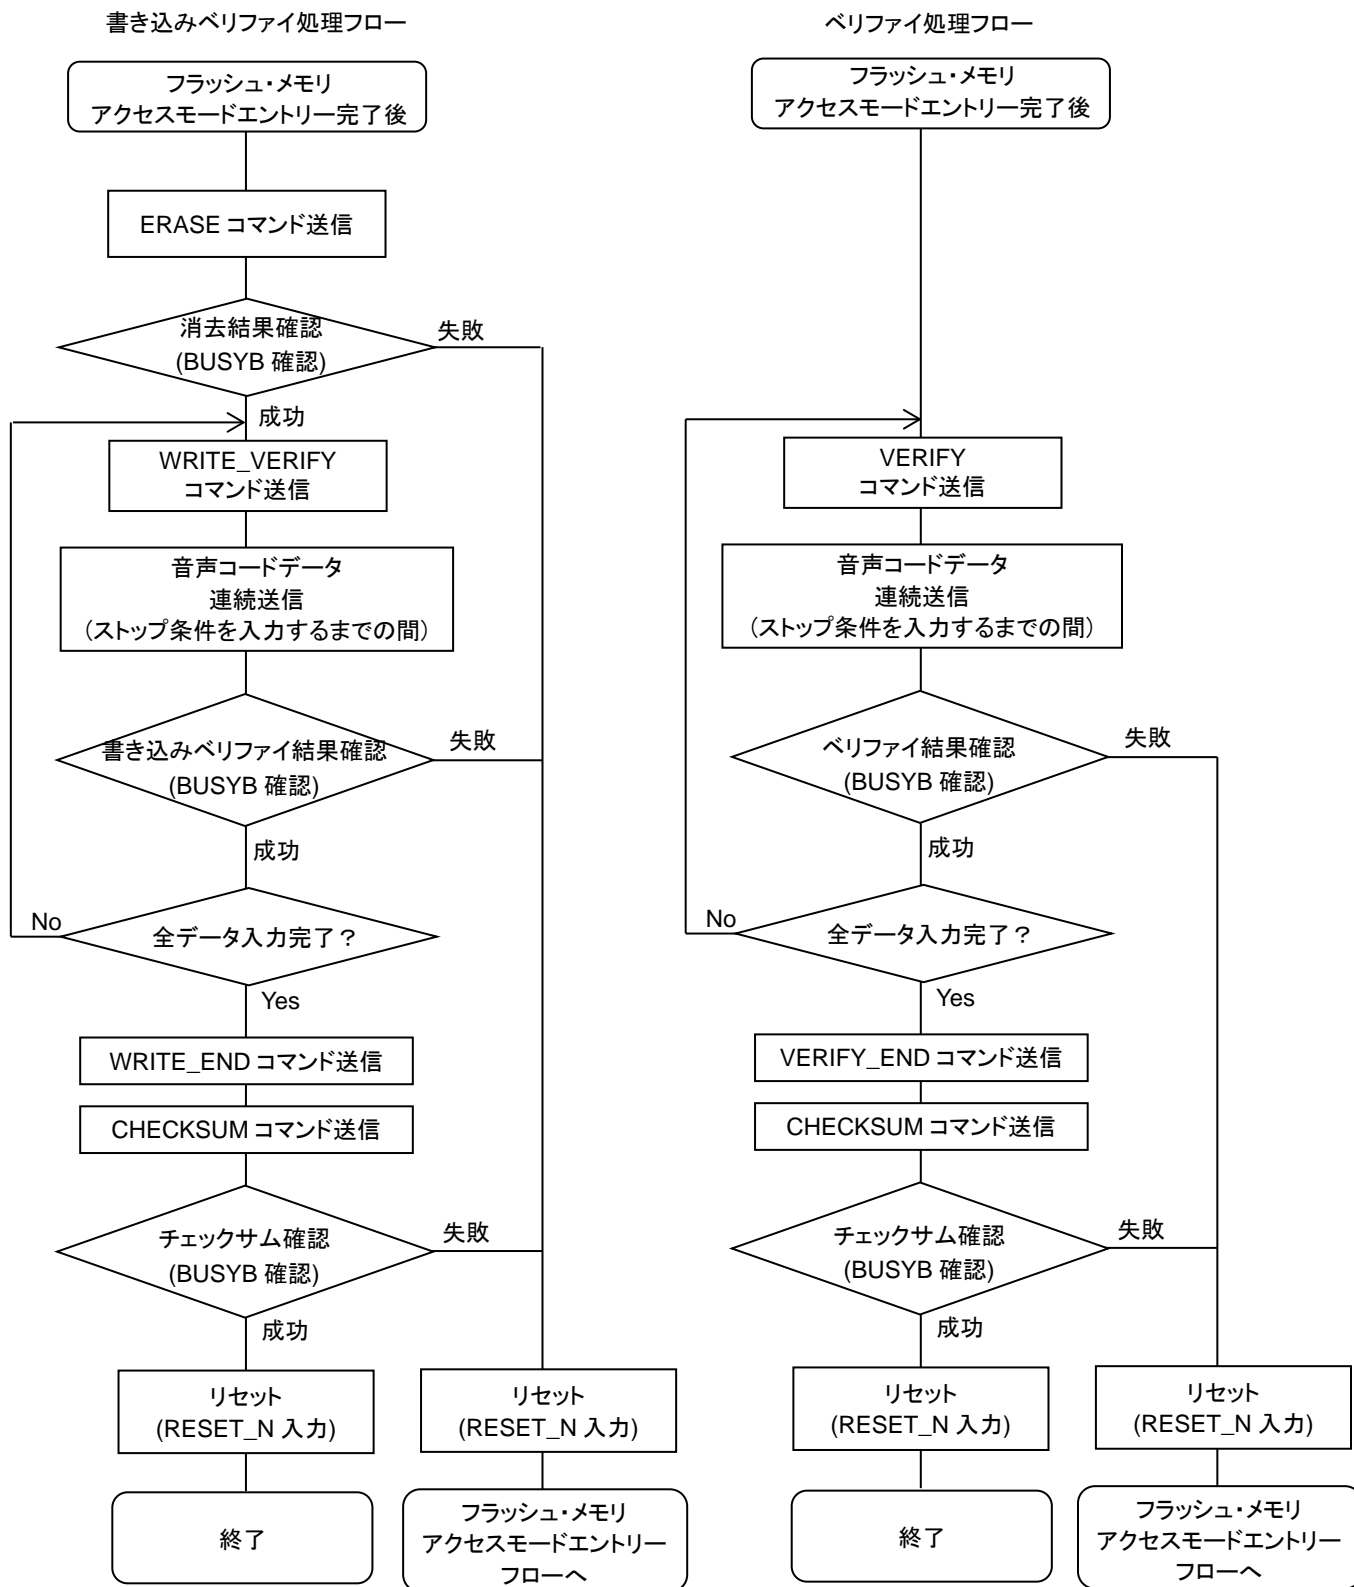 書き込みベリファイ処理フロー
フラッシュ・メモリ
アクセスモードエントリー完了後
ERASE コマンド送信
消去結果確認
(BUSYB 確認)
失敗
成功
WRITE_VERIFY
コマンド送信
音声コードデータ
連続送信
(ストップ条件を入力するまでの間)
書き込みベリファイ結果確認
(BUSYB 確認)
失敗
成功
全データ入力完了？
No
Yes
WRITE_END コマンド送信
CHECKSUM コマンド送信
チェックサム確認
(BUSYB 確認)
失敗
成功
リセット
(RESET_N 入力)
終了
リセット
(RESET_N 入力)
フラッシュ・メモリ
アクセスモードエントリー
フローへ
ベリファイ処理フロー
フラッシュ・メモリ
アクセスモードエントリー完了後
VERIFY
コマンド送信
音声コードデータ
連続送信
(ストップ条件を入力するまでの間)
ベリファイ結果確認
(BUSYB 確認)
失敗
成功
全データ入力完了？
No
Yes
VERIFY_END コマンド送信
CHECKSUM コマンド送信
チェックサム確認
(BUSYB 確認)
失敗
成功
リセット
(RESET_N 入力)
終了
リセット
(RESET_N 入力)
フラッシュ・メモリ
アクセスモードエントリー
フローへ